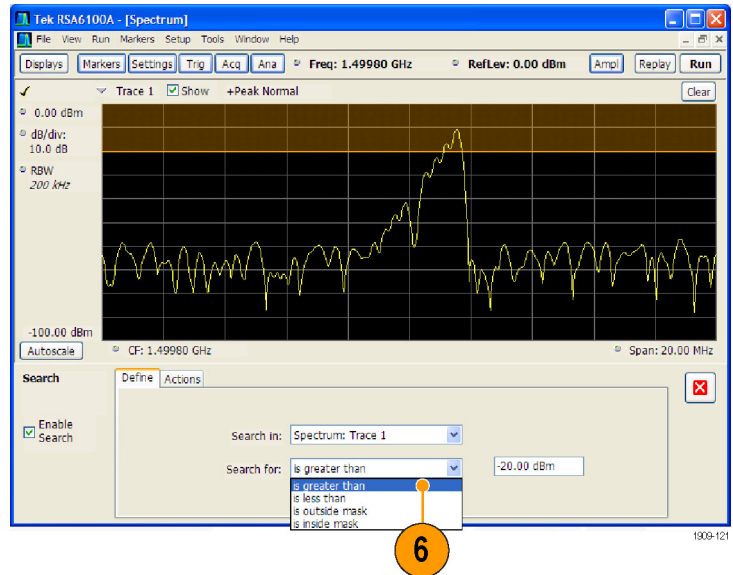 Tek RSA6100A - [Spectrum]
File View Run Markers Setup Tools Window Help
Displays Markers Settings Trig Acq Ana Freq: 1.49980 GHz RefLev: 0.00 dBm Ampl Replay Run
Trace 1 Show +Peak Normal Clear
0.00 dBm
dB/div:
10.0 dB
RBW
200 kHz
-100.00 dBm
Autoscale CF: 1.49980 GHz Span: 20.00 MHz
Search Define Actions
Enable
Search
Search in: Spectrum: Trace 1
Search for: is greater than -20.00 dBm
is greater than
is less than
is outside mask
is inside mask
6
1909-121